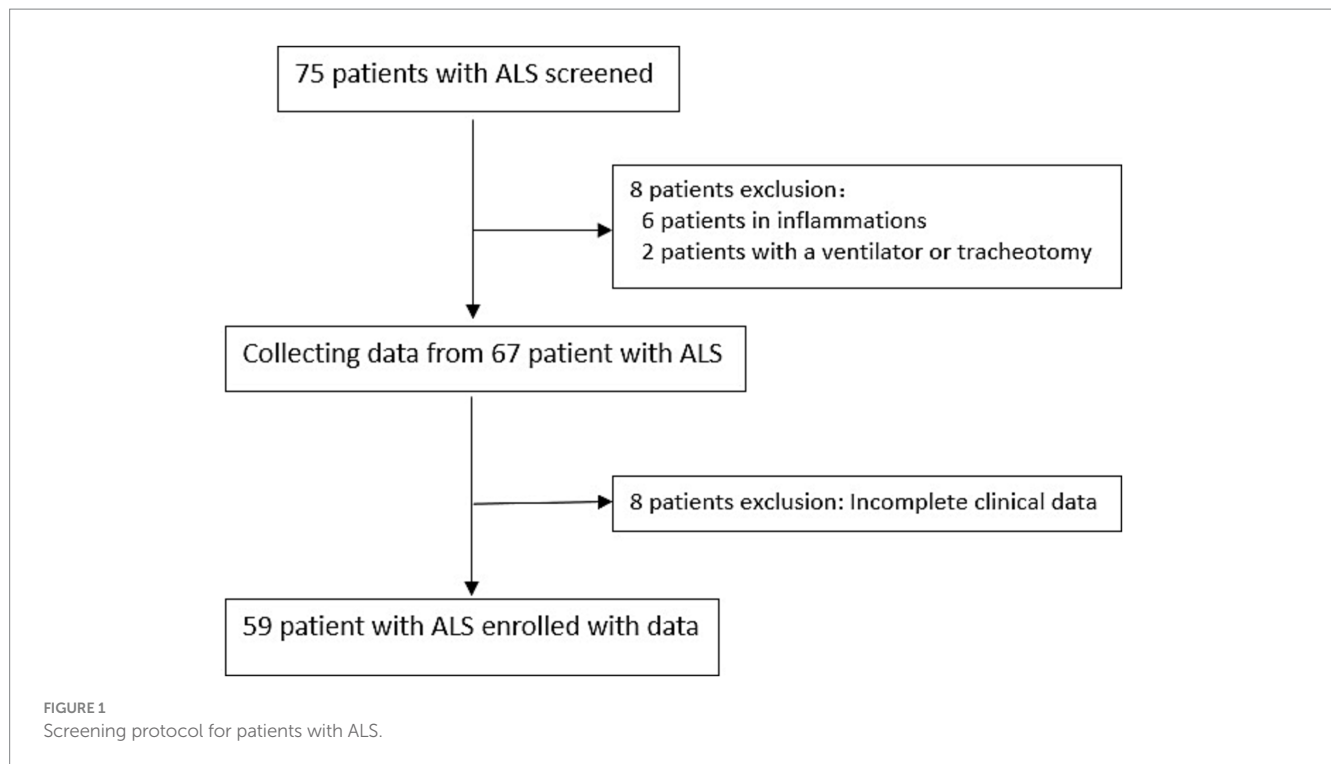 75 patients with ALS screened
8 patients exclusion：
6 patients in inflammations
2 patients with a ventilator or tracheotomy
Collecting data from 67 patient with ALS
8 patients exclusion: Incomplete clinical data
59 patient with ALS enrolled with data
FIGURE 1
Screening protocol for patients with ALS.